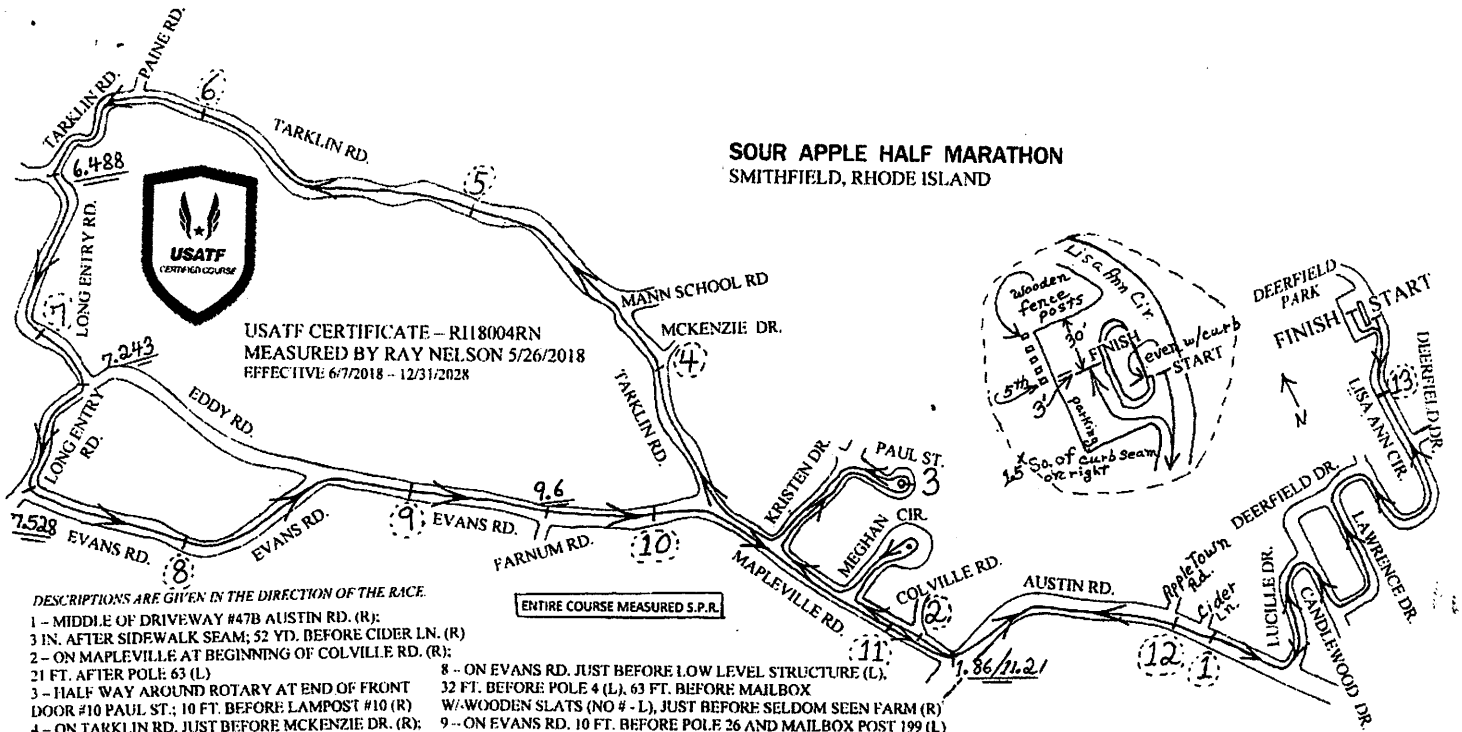 PAINE RD.
TARKLIN RD.
6
TARKLIN RD.
6.488
5
SOUR APPLE HALF MARATHON
SMITHFIELD, RHODE ISLAND
USATF
CERTIFIED COURSE
LONG ENTRY RD.
7
7.243
USATF CERTIFICATE – RI18004RN
MEASURED BY RAY NELSON 5/26/2018
EFFECTIVE 6/7/2018 – 12/31/2028
MANN SCHOOL RD
MCKENZIE DR.
4
TARKLIN RD.
Lisa Ann Cir.
Wooden
fence
posts
30'
FINISH
even w/curb
START
5th
3'
parking
So. of curb seam
on right
DEERFIELD
PARK
START
FINISH
N
13
DEERFIELD DR.
LISA ANN CIR.
EDDY RD.
LONG ENTRY
RD.
7.528
EVANS RD.
8
EVANS RD.
9
EVANS RD.
9.6
FARNUM RD.
10
KRISTEN DR.
PAUL ST.
3
MEGHAN CIR.
MAPLEVILLE RD.
COLVILLE RD.
2
11
1.86/11.21
AUSTIN RD.
AppleTown
Rd.
Cider
Ln.
12
1
LUCILLE DR.
DEERFIELD DR.
LAWRENCE DR.
CANDLEWOOD DR.
DESCRIPTIONS ARE GIVEN IN THE DIRECTION OF THE RACE.
ENTIRE COURSE MEASURED S.P.R.
1 – MIDDLE OF DRIVEWAY #47B AUSTIN RD. (R);
3 IN. AFTER SIDEWALK SEAM; 52 YD. BEFORE CIDER LN. (R)
2 – ON MAPLEVILLE AT BEGINNING OF COLVILLE RD. (R);
21 FT. AFTER POLE 63 (L)
3 – HALF WAY AROUND ROTARY AT END OF FRONT
DOOR #10 PAUL ST.; 10 FT. BEFORE LAMPOST #10 (R)
4 – ON TARKLIN RD. JUST BEFORE MCKENZIE DR. (R);
8 – ON EVANS RD. JUST BEFORE LOW LEVEL STRUCTURE (L),
32 FT. BEFORE POLE 4 (L), 63 FT. BEFORE MAILBOX
W/-WOODEN SLATS (NO # - L), JUST BEFORE SELDOM SEEN FARM (R)
9 – ON EVANS RD. 10 FT. BEFORE POLE 26 AND MAILBOX POST 199 (L)